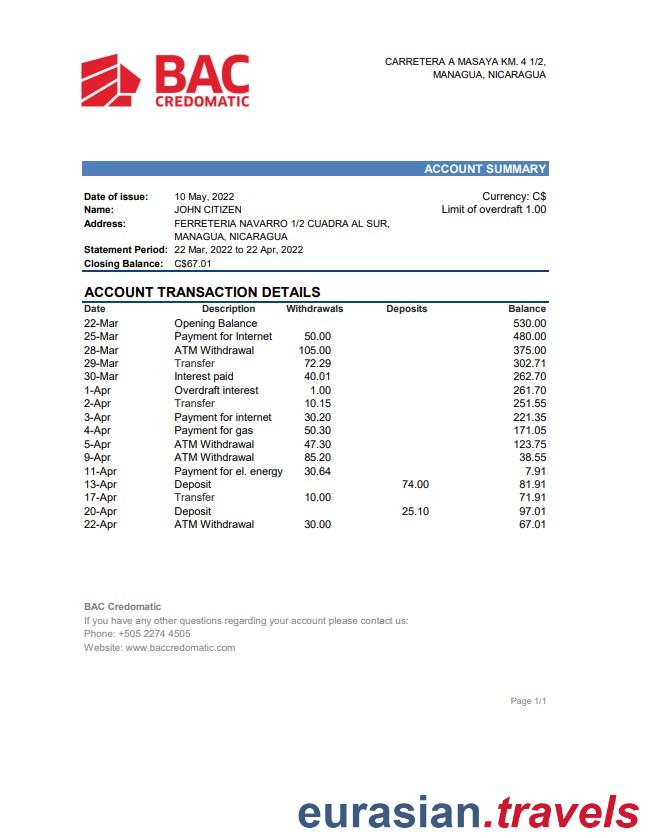 BAC
CREDOMATIC
CARRETERA A MASAYA KM. 4 1/2,
MANAGUA, NICARAGUA
ACCOUNT SUMMARY
Date of issue: 10 May, 2022 Currency: C$
Name: JOHN CITIZEN Limit of overdraft 1.00
Address: FERRETERIA NAVARRO 1/2 CUADRA AL SUR,
MANAGUA, NICARAGUA
Statement Period: 22 Mar, 2022 to 22 Apr, 2022
Closing Balance: C$67.01
ACCOUNT TRANSACTION DETAILS
Date Description Withdrawals Deposits Balance
22-Mar Opening Balance 530.00
25-Mar Payment for Internet 50.00 480.00
28-Mar ATM Withdrawal 105.00 375.00
29-Mar Transfer 72.29 302.71
30-Mar Interest paid 40.01 262.70
1-Apr Overdraft interest 1.00 261.70
2-Apr Transfer 10.15 251.55
3-Apr Payment for internet 30.20 221.35
4-Apr Payment for gas 50.30 171.05
5-Apr ATM Withdrawal 47.30 123.75
9-Apr ATM Withdrawal 85.20 38.55
11-Apr Payment for el. energy 30.64 7.91
13-Apr Deposit 74.00 81.91
17-Apr Transfer 10.00 71.91
20-Apr Deposit 25.10 97.01
22-Apr ATM Withdrawal 30.00 67.01
BAC Credomatic
If you have any other questions regarding your account please contact us:
Phone: +505 2274 4505
Website: www.baccredomatic.com
Page 1/1
eurasian.travels